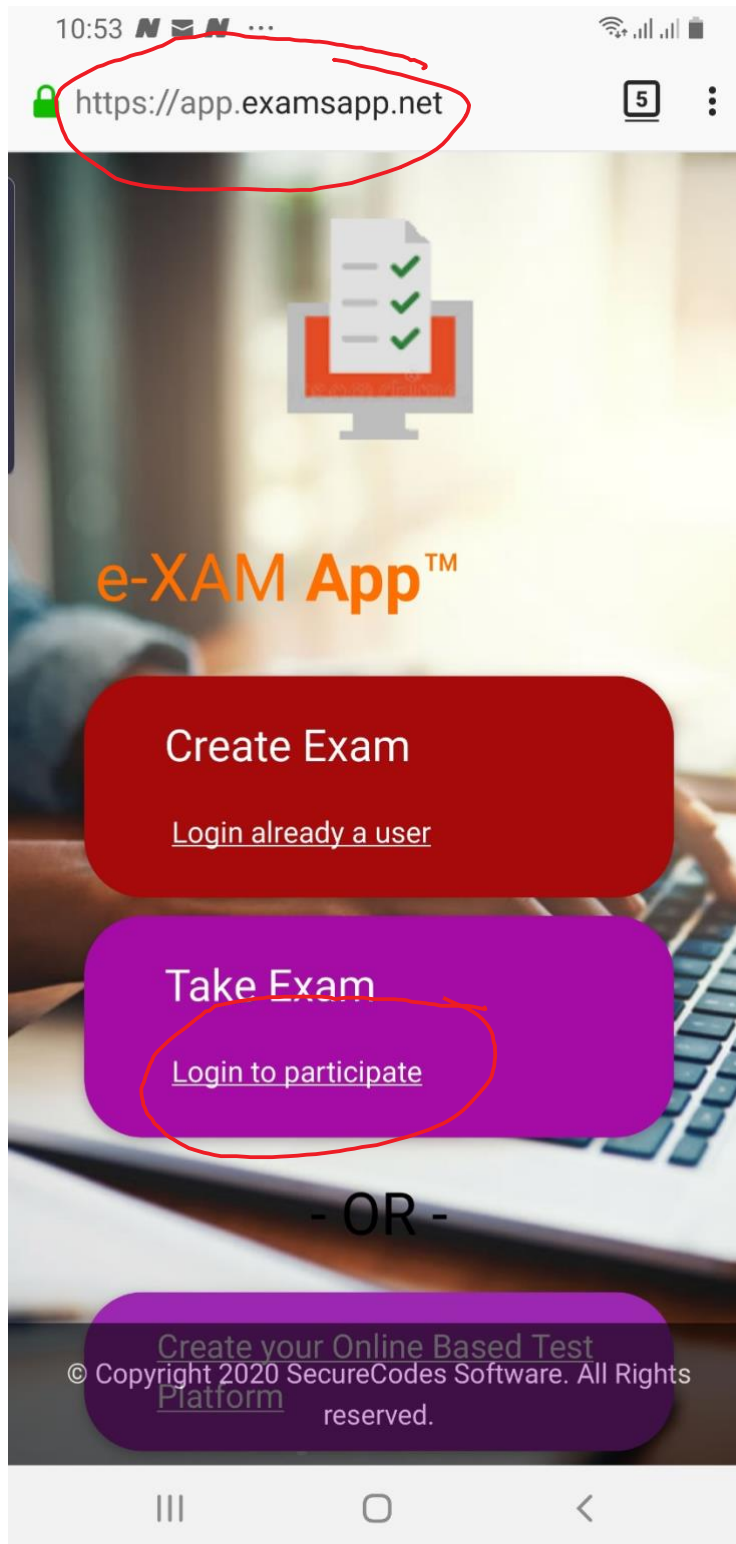 10:53
https://app.examsapp.net
5
e-XAM App™
Create Exam
Login already a user
Take Exam
Login to participate
- OR -
Create your Online Based Test
Platform
© Copyright 2020 SecureCodes Software. All Rights
reserved.